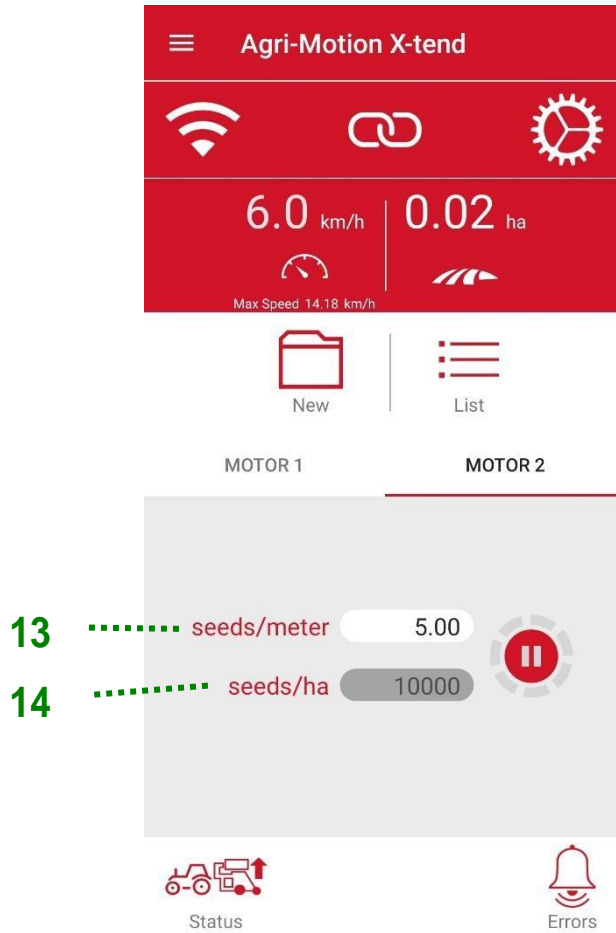 Agri-Motion X-tend
6.0 km/h 0.02 ha
Max Speed 14.18 km/h
New List
MOTOR 1 MOTOR 2
13 seeds/meter 5.00
14 seeds/ha 10000
Status Errors